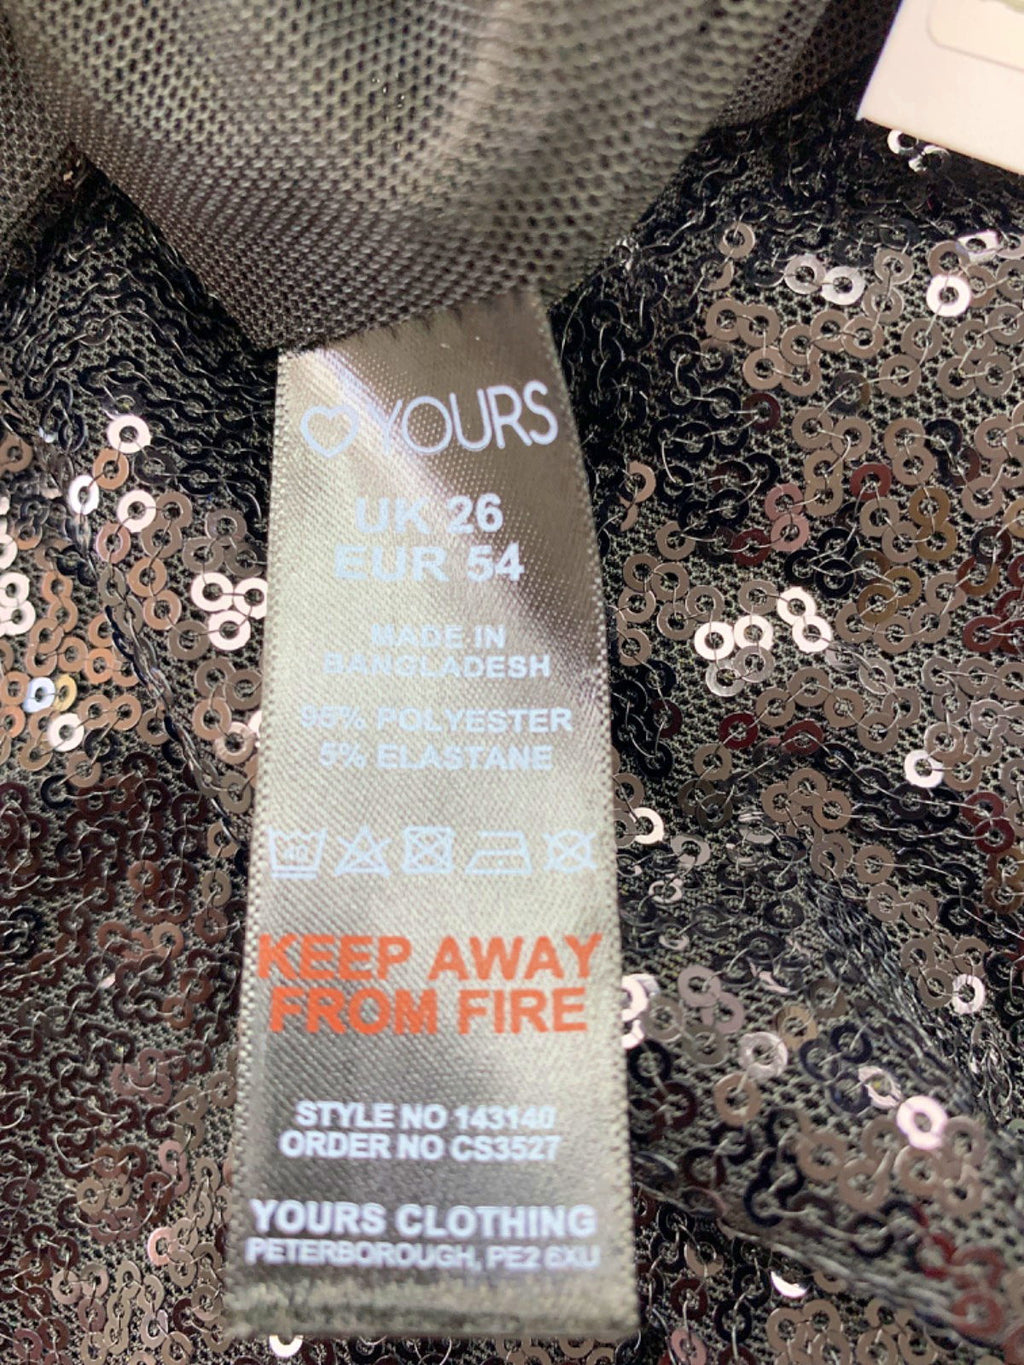 YOURS
UK 26
EUR 54
MADE IN
BANGLADESH
95% POLYESTER
5% ELASTANE
40
KEEP AWAY
FROM FIRE
STYLE NO 143140
ORDER NO CS3527
YOURS CLOTHING
PETERBOROUGH, PE2 6XU